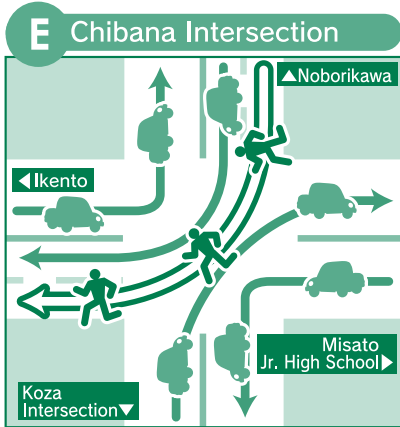 E Chibana Intersection
▲Noborikawa
◀Ikento
Misato
Jr. High School▶
Koza
Intersection▼